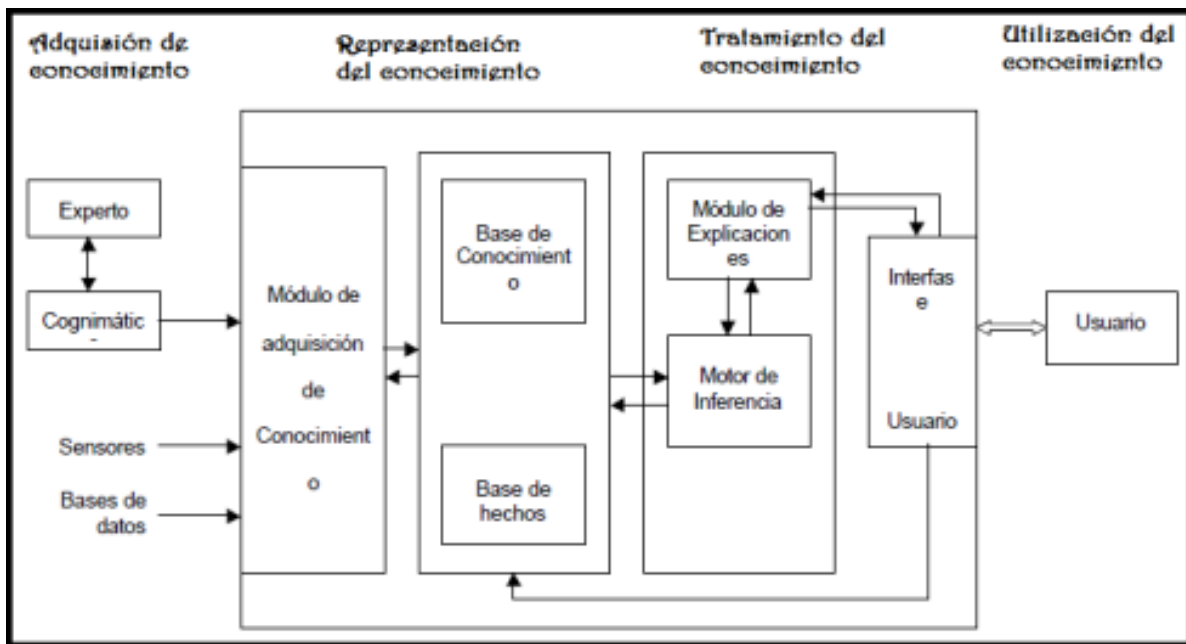 Adquisión de
conocimiento
Representación
del conocimiento
Tratamiento del
conocimiento
Utilización del
conocimiento
Experto
Cognimátic
Sensores
Bases de
datos
Módulo de
adquisición
de
Conocimient
o
Base de
Conocimient
o
Base de
hechos
Módulo de
Explicacion
es
Motor de
Inferencia
Interfas
e
Usuario
Usuario